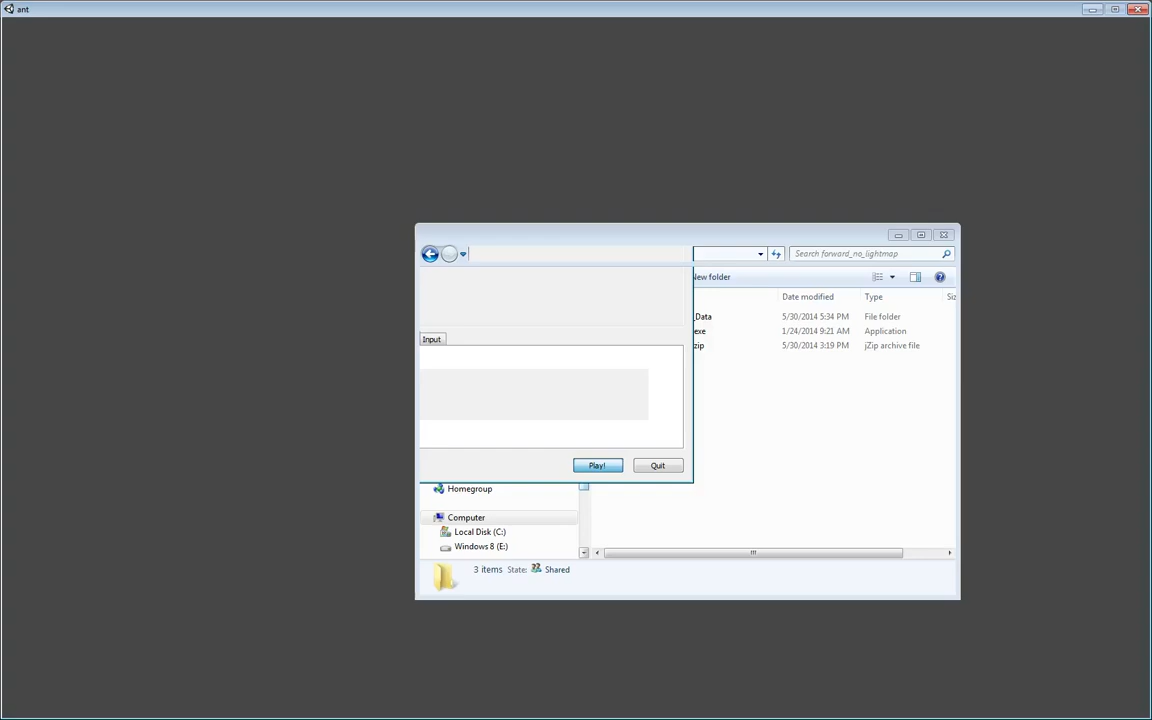 ant
Search forward_no_lightmap
New folder
Date modified
Type
Siz
_Data
5/30/2014 5:34 PM
File folder
exe
1/24/2014 9:21 AM
Application
zip
5/30/2014 3:19 PM
jZip archive file
Input
Play!
Quit
Homegroup
Computer
Local Disk (C:)
Windows 8 (E:)
3 items
State:
Shared